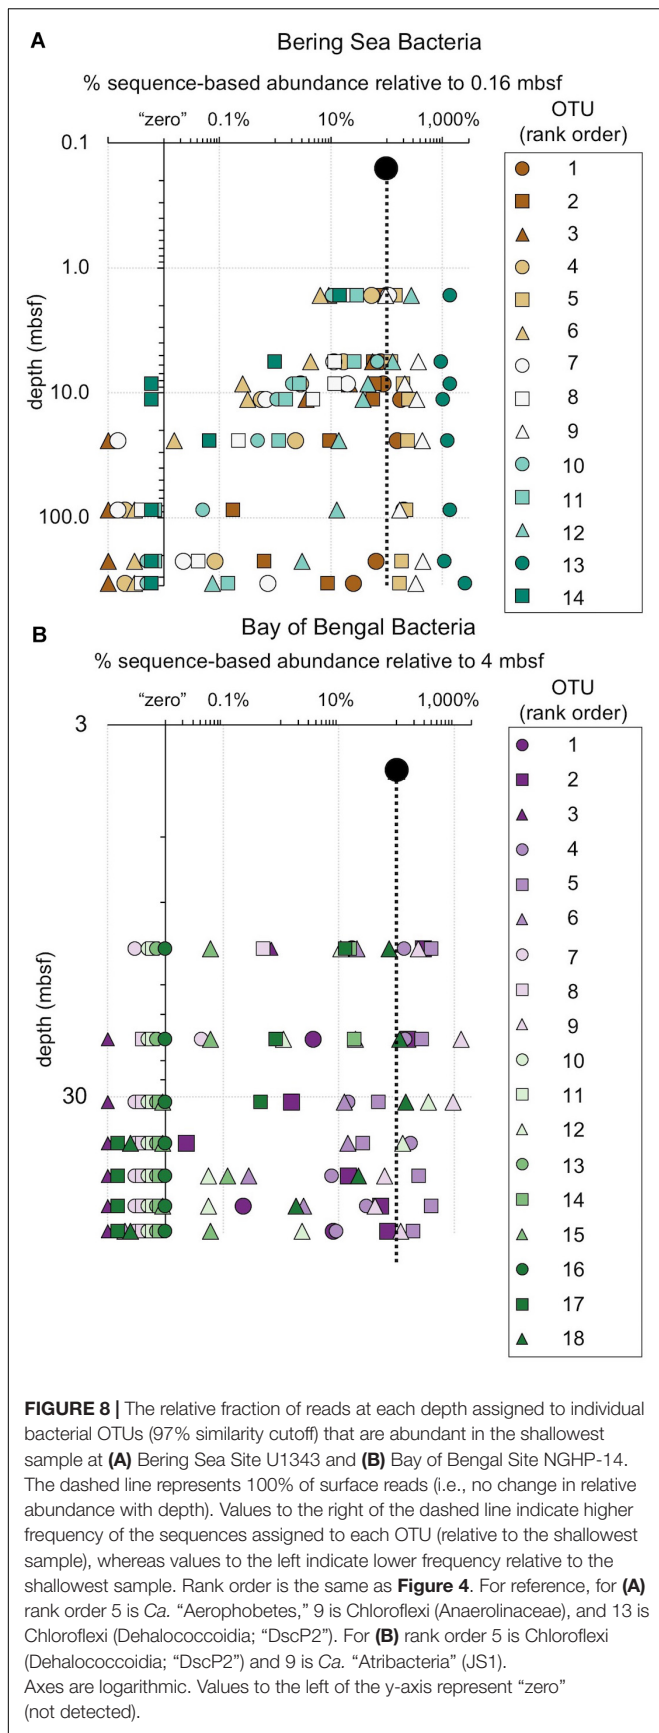 A
Bering Sea Bacteria
% sequence-based abundance relative to 0.16 mbsf
“zero” 0.1% 10% 1,000%
OTU
(rank order)
0.1
1.0
10.0
100.0
depth (mbsf)
1
2
3
4
5
6
7
8
9
10
11
12
13
14
B
Bay of Bengal Bacteria
% sequence-based abundance relative to 4 mbsf
“zero” 0.1% 10% 1,000%
OTU
(rank order)
3
30
depth (mbsf)
1
2
3
4
5
6
7
8
9
10
11
12
13
14
15
16
17
18
FIGURE 8 | The relative fraction of reads at each depth assigned to individual
bacterial OTUs (97% similarity cutoff) that are abundant in the shallowest
sample at (A) Bering Sea Site U1343 and (B) Bay of Bengal Site NGHP-14.
The dashed line represents 100% of surface reads (i.e., no change in relative
abundance with depth). Values to the right of the dashed line indicate higher
frequency of the sequences assigned to each OTU (relative to the shallowest
sample), whereas values to the left indicate lower frequency relative to the
shallowest sample. Rank order is the same as Figure 4. For reference, for (A)
rank order 5 is Ca. “Aerophobetes,” 9 is Chloroflexi (Anaerolinaceae), and 13 is
Chloroflexi (Dehalococcoidia; “DscP2”). For (B) rank order 5 is Chloroflexi
(Dehalococcoidia; “DscP2”) and 9 is Ca. “Atribacteria” (JS1).
Axes are logarithmic. Values to the left of the y-axis represent “zero”
(not detected).